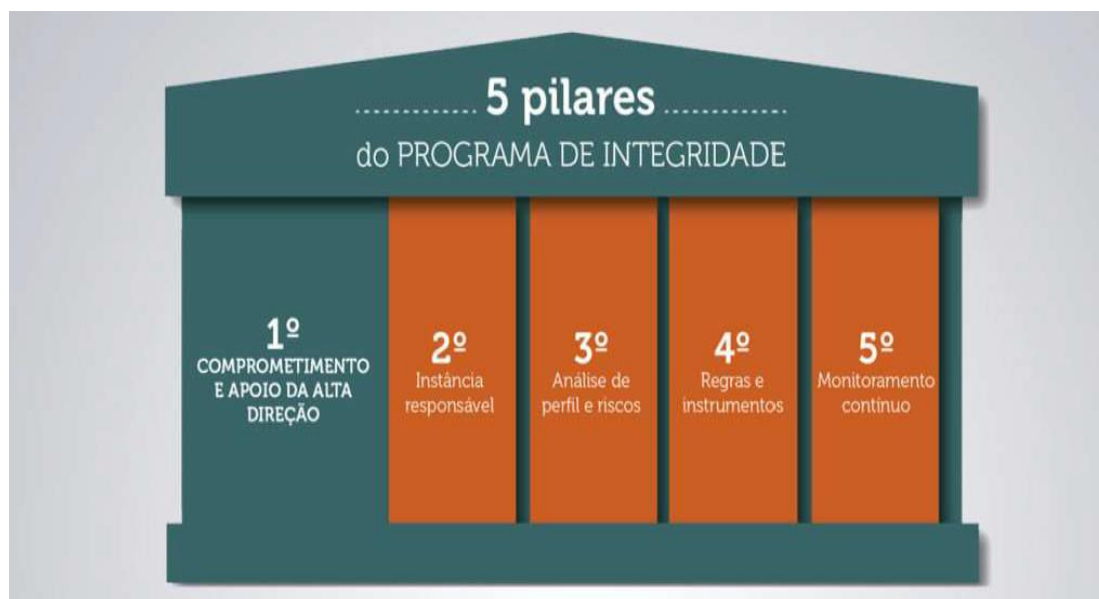 5 pilares
do PROGRAMA DE INTEGRIDADE
1º
COMPROMETIMENTO
E APOIO DA ALTA
DIREÇÃO
2º
Instância
responsável
3º
Análise de
perfil e riscos
4º
Regras e
instrumentos
5º
Monitoramento
contínuo